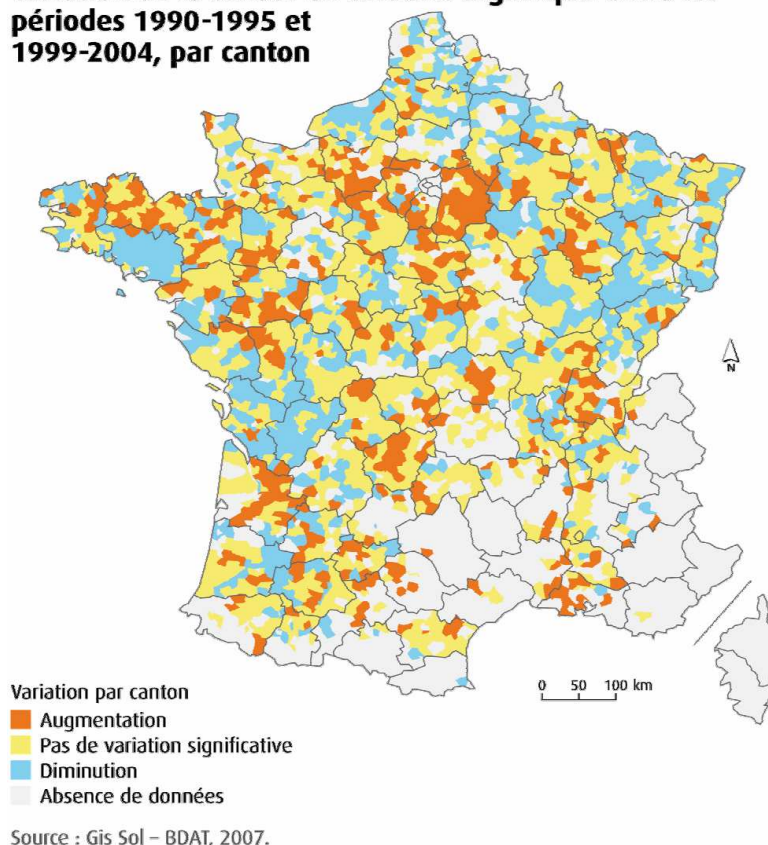 périodes 1990-1995 et
1999-2004, par canton
N
0 50 100 km
Variation par canton
Augmentation
Pas de variation significative
Diminution
Absence de données
Source : Gis Sol – BDAT, 2007.